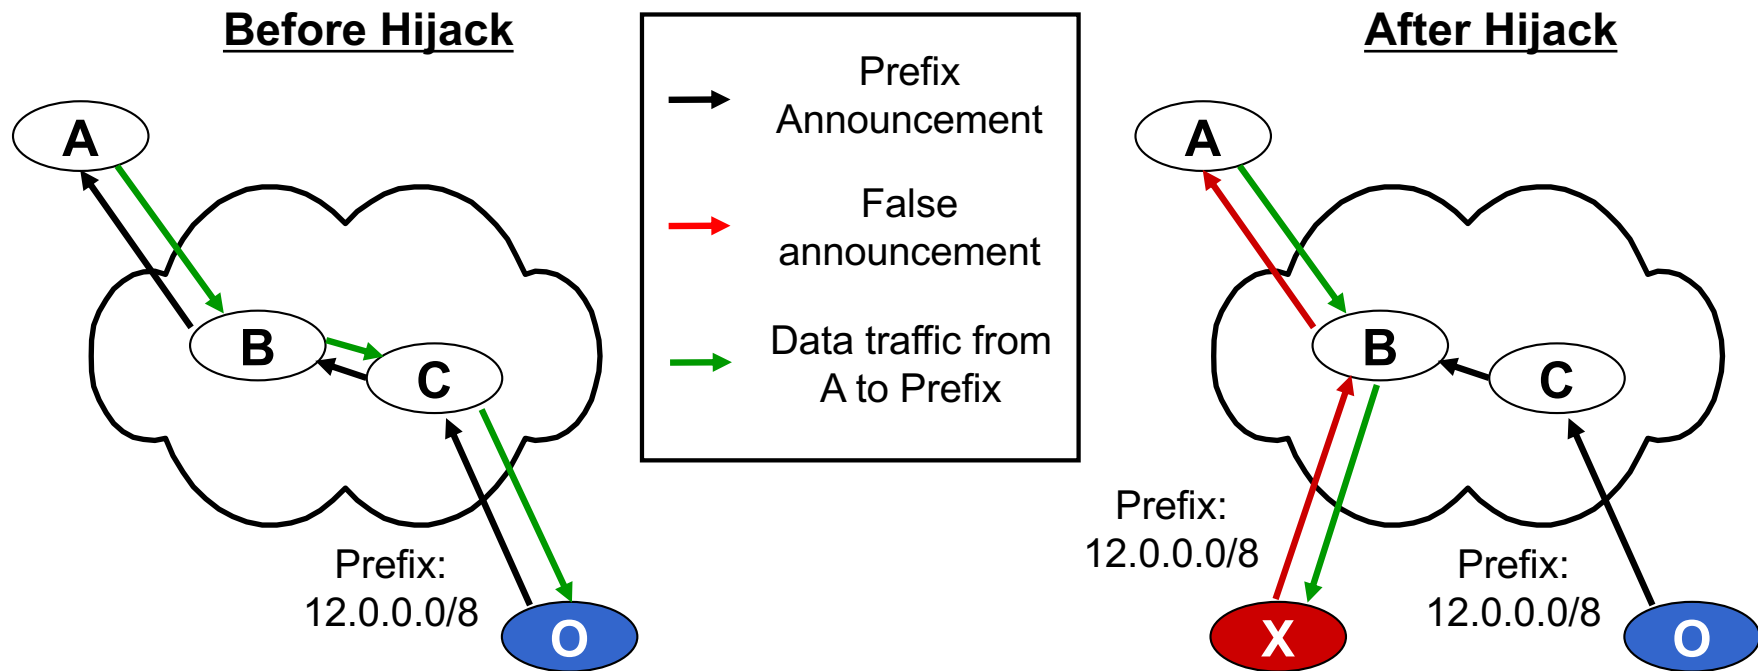 Before Hijack
A
B
C
Prefix:
12.0.0.0/8
O
Prefix
Announcement
False
announcement
Data traffic from
A to Prefix
After Hijack
A
B
C
Prefix:
12.0.0.0/8
Prefix:
12.0.0.0/8
X
O